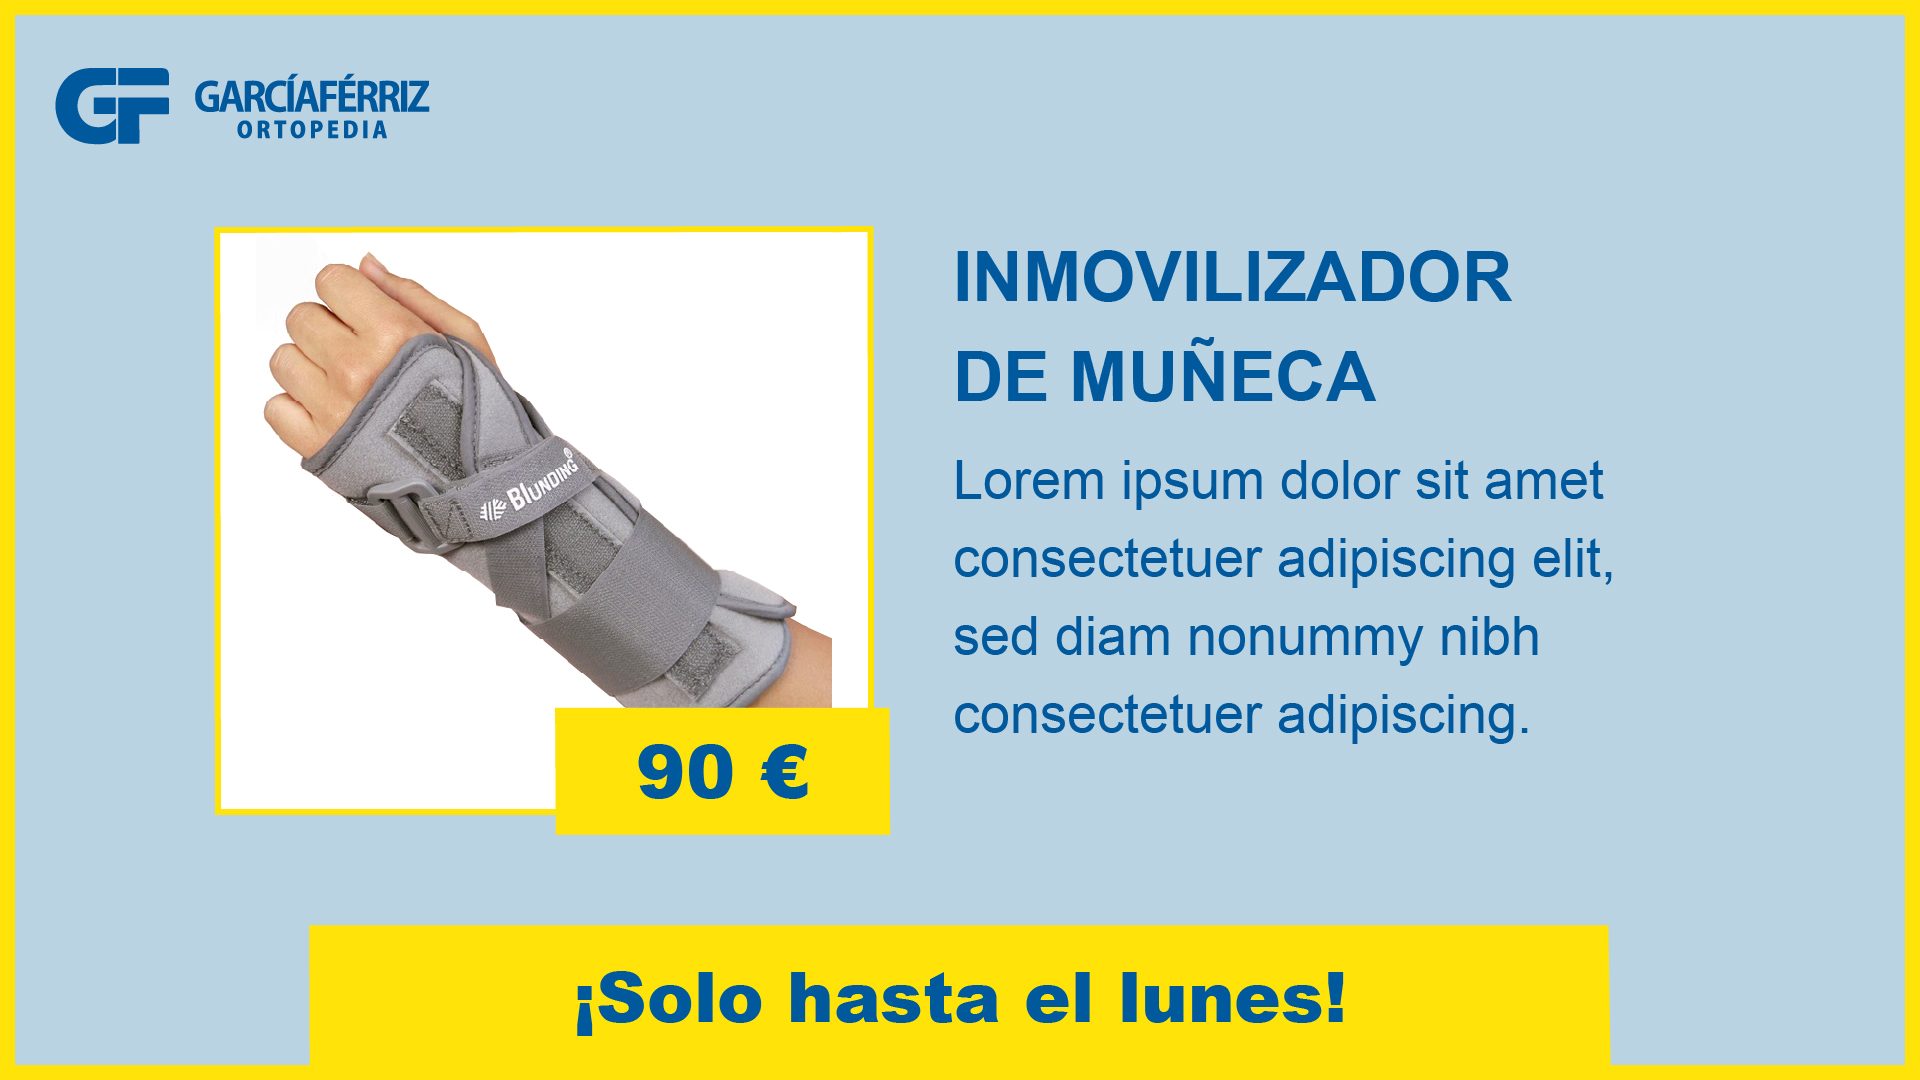 GF GARCÍAFÉRRIZ
ORTOPEDIA
INMOVILIZADOR
DE MUÑECA
Lorem ipsum dolor sit amet
consectetuer adipiscing elit,
sed diam nonummy nibh
consectetuer adipiscing.
BLUNDING®
90 €
¡Solo hasta el lunes!